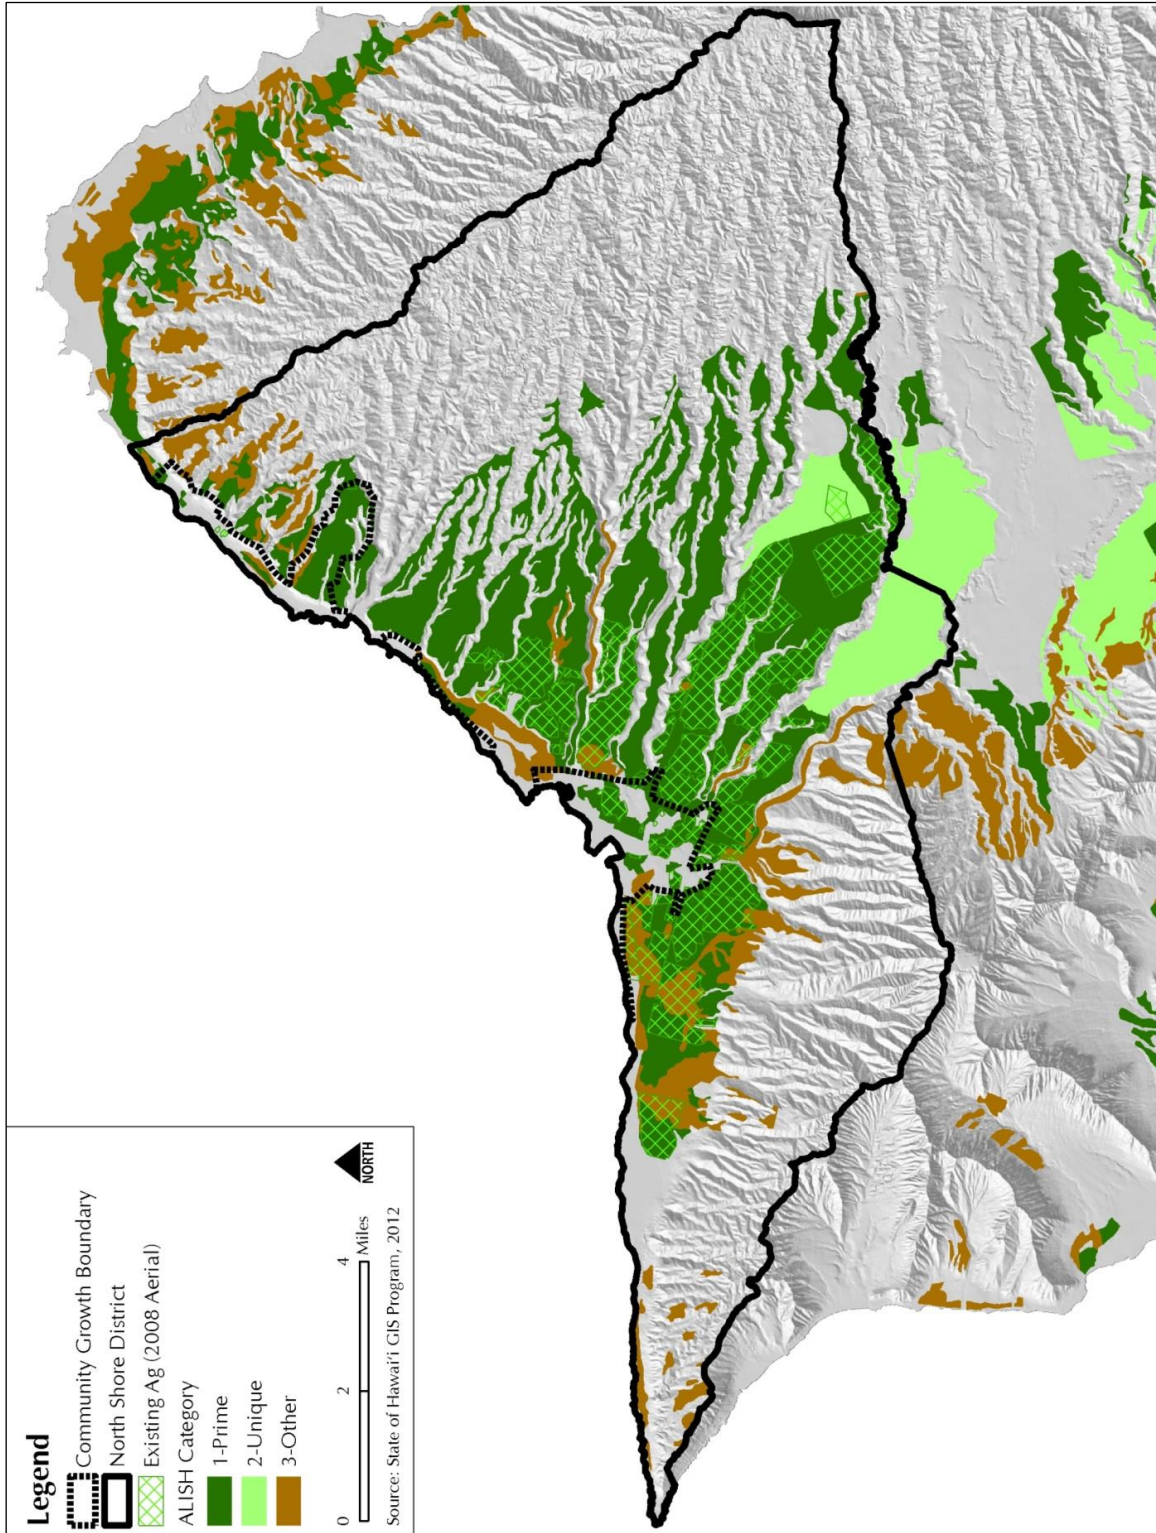 Legend
Community Growth Boundary
North Shore District
Existing Ag (2008 Aerial)
ALISH Category
1-Prime
2-Unique
3-Other
0 2 4
Miles
NORTH
Source: State of Hawai‘i GIS Program, 2012